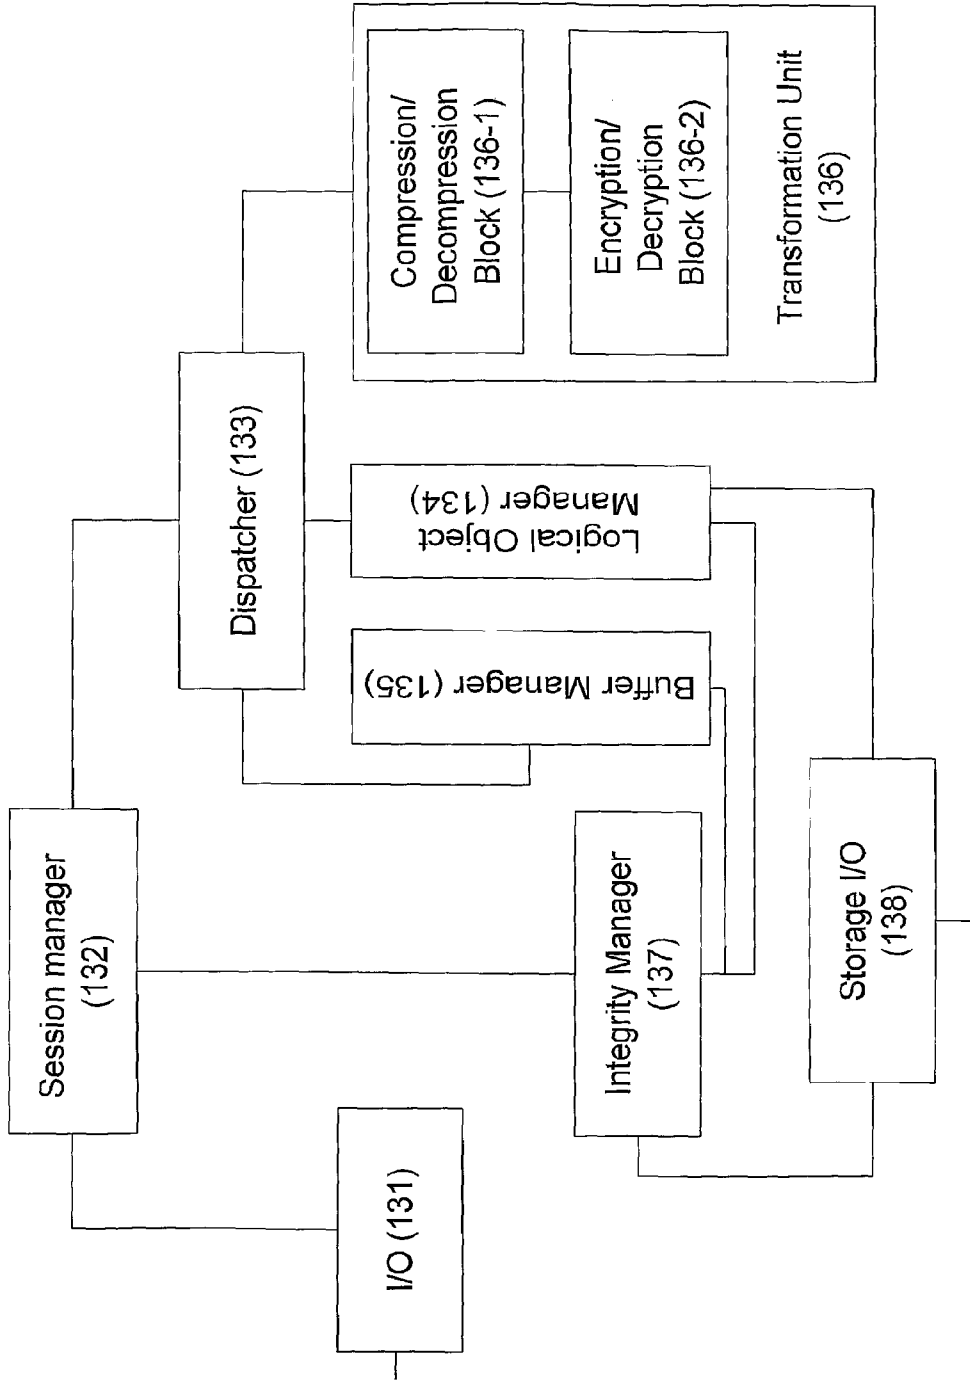 Session manager
(132)
I/O (131)
Dispatcher (133)
Compression/
Decompression
Block (136-1)
Encryption/
Decryption
Block (136-2)
Transformation Unit
(136)
Logical Object
Manager (134)
Buffer Manager (135)
Integrity Manager
(137)
Storage I/O
(138)